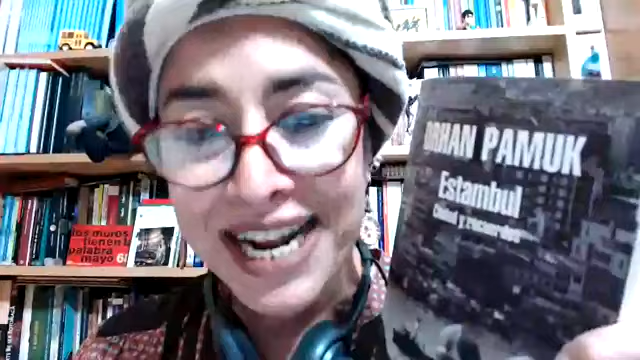 ORHAN PAMUK
Estambul
Ciudad y recuerdos
los muros
tienen la
palabra
mayo 68